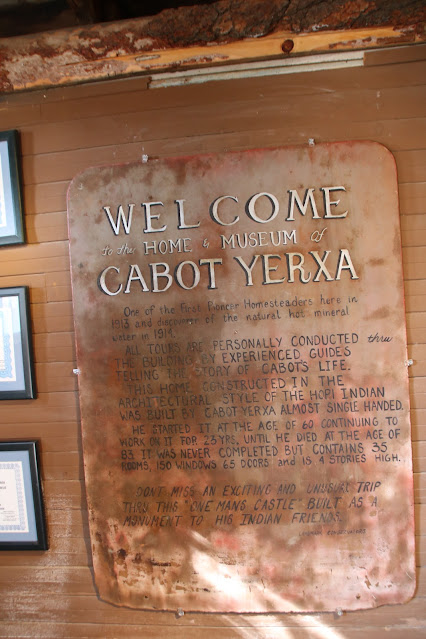 WELCOME
to the HOME & MUSEUM of
CABOT YERXA
One of the First Pioneer Homesteaders here in
1913 and discoverer of the natural hot mineral
water in 1914.
ALL TOURS ARE PERSONALLY CONDUCTED thru
THE BUILDING BY EXPERIENCED GUIDES
TELLING THE STORY OF CABOTS LIFE.
THIS HOME CONSTRUCTED IN THE
ARCHITECTURAL STYLE OF THE HOPI INDIAN
WAS BUILT BY CABOT YERXA ALMOST SINGLE HANDED.
HE STARTED IT AT THE AGE OF 60 CONTINUING TO
WORK ON IT FOR 23 YRS, UNTIL HE DIED AT THE AGE OF
83. IT WAS NEVER COMPLETED BUT CONTAINS 35
ROOMS, 150 WINDOWS 65 DOORS and IS 4 STORIES HIGH.
DONT MISS AN EXCITING AND UNUSUAL TRIP
THRU THIS "ONE MANS CASTLE" BUILT AS A
MONUMENT TO HIS INDIAN FRIENDS.